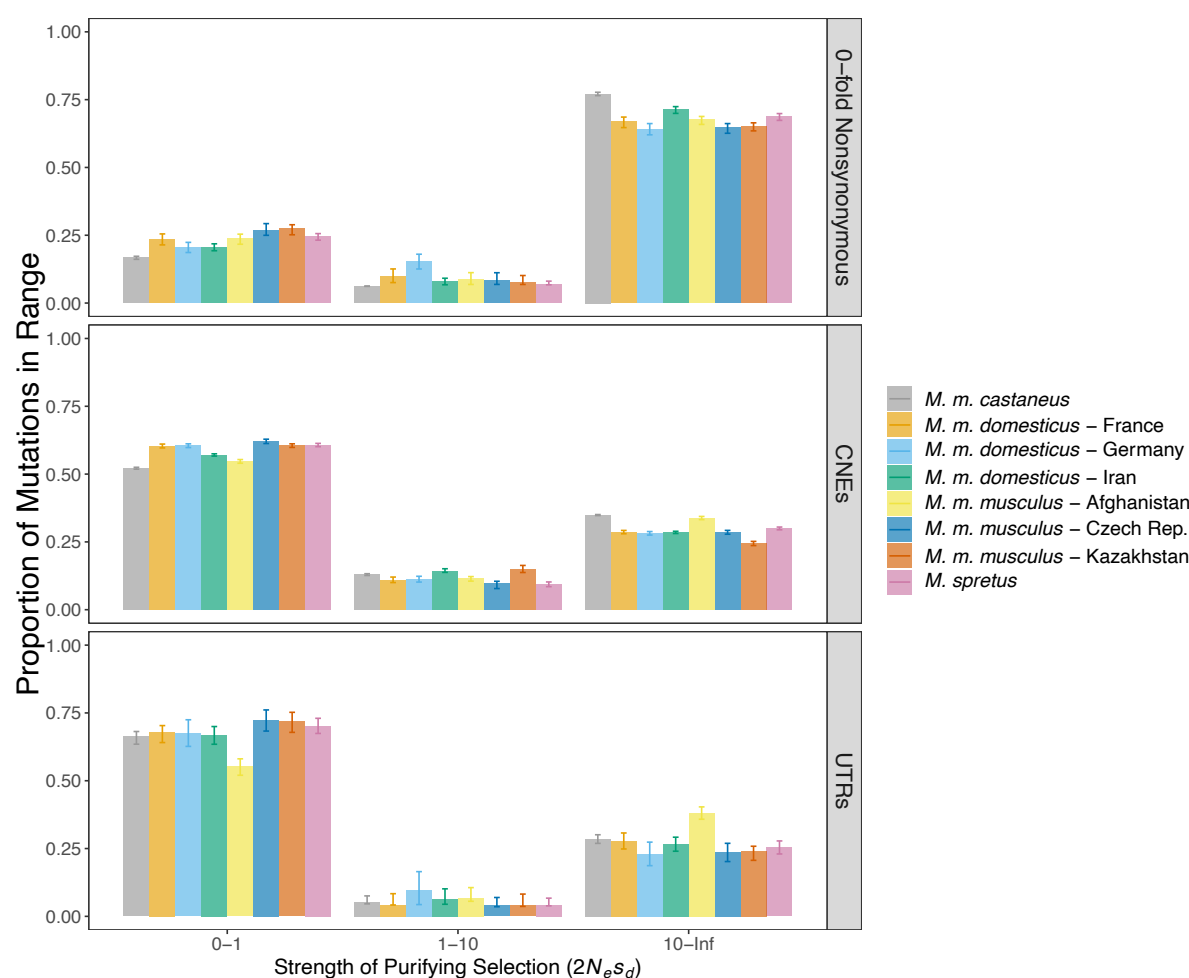 Proportion of Mutations in Range
1.00
0.75
0.50
0.25
0.00
0−fold Nonsynonymous
1.00
0.75
0.50
0.25
0.00
CNEs
1.00
0.75
0.50
0.25
0.00
UTRs
0−1
1−10
10−Inf
Strength of Purifying Selection (2Nₑs_d)
M. m. castaneus
M. m. domesticus − France
M. m. domesticus − Germany
M. m. domesticus − Iran
M. m. musculus − Afghanistan
M. m. musculus − Czech Rep.
M. m. musculus − Kazakhstan
M. spretus